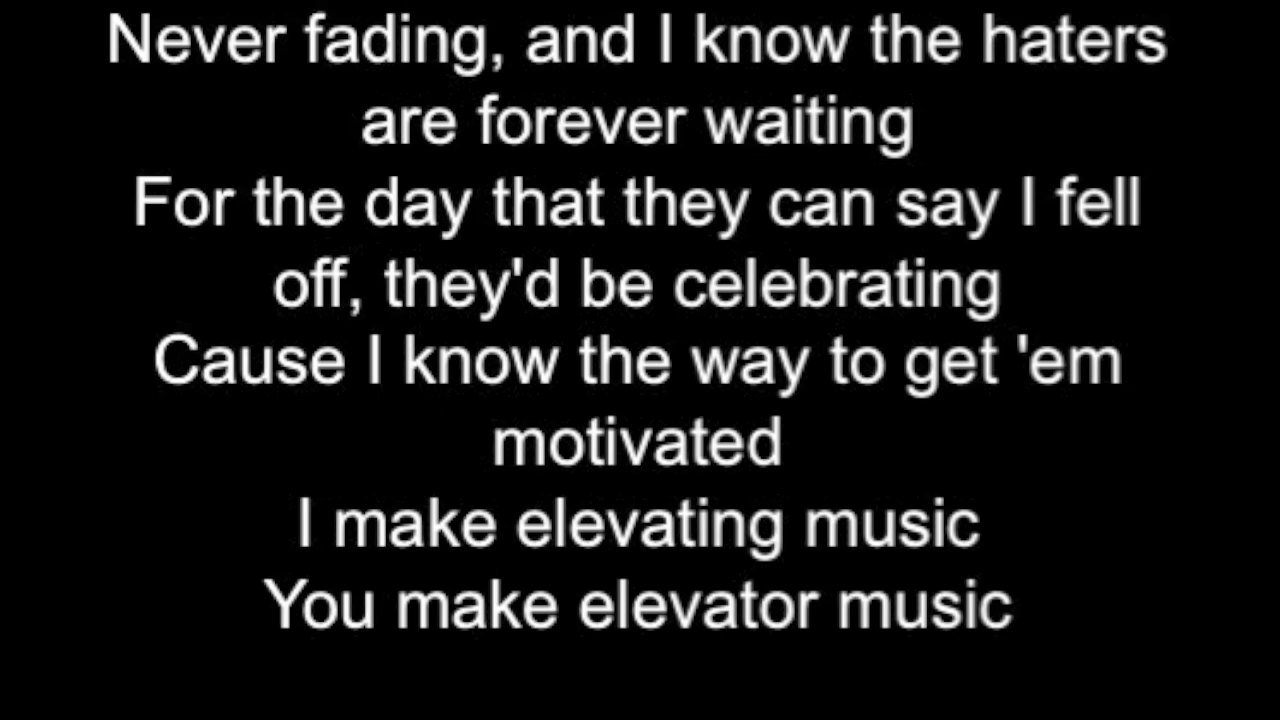 Never fading, and I know the haters
are forever waiting
For the day that they can say I fell
off, they'd be celebrating
Cause I know the way to get 'em
motivated
I make elevating music
You make elevator music